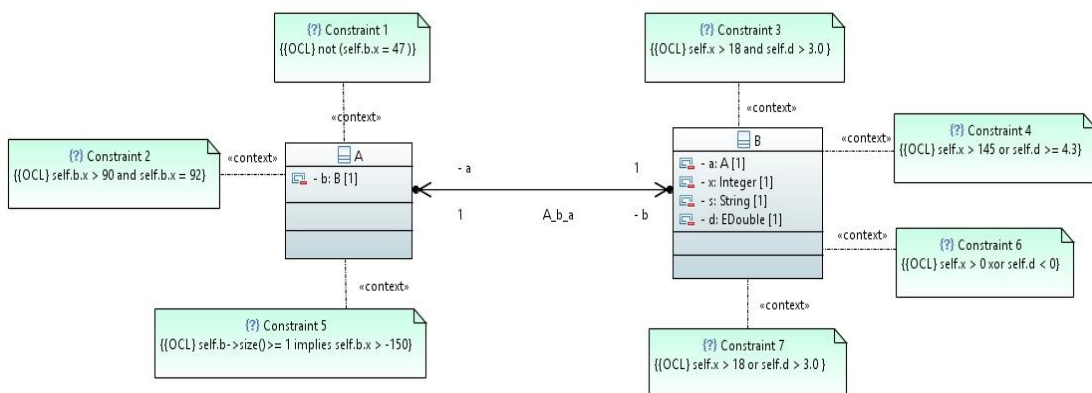 {?} Constraint 1
{{OCL} not (self.b.x = 47 )}
{?} Constraint 3
{{OCL} self.x > 18 and self.d > 3.0 }
«context»
«context»
{?} Constraint 2
{{OCL} self.b.x > 90 and self.b.x = 92}
«context»
A
- b: B [1]
- a
1
1
A_b_a
- b
B
- a: A [1]
- x: Integer [1]
- s: String [1]
- d: EDouble [1]
«context»
{?} Constraint 4
{{OCL} self.x > 145 or self.d >= 4.3}
«context»
{?} Constraint 6
{{OCL} self.x > 0 xor self.d < 0}
«context»
{?} Constraint 5
{{OCL} self.b->size()>= 1 implies self.b.x > -150}
«context»
{?} Constraint 7
{{OCL} self.x > 18 or self.d > 3.0 }